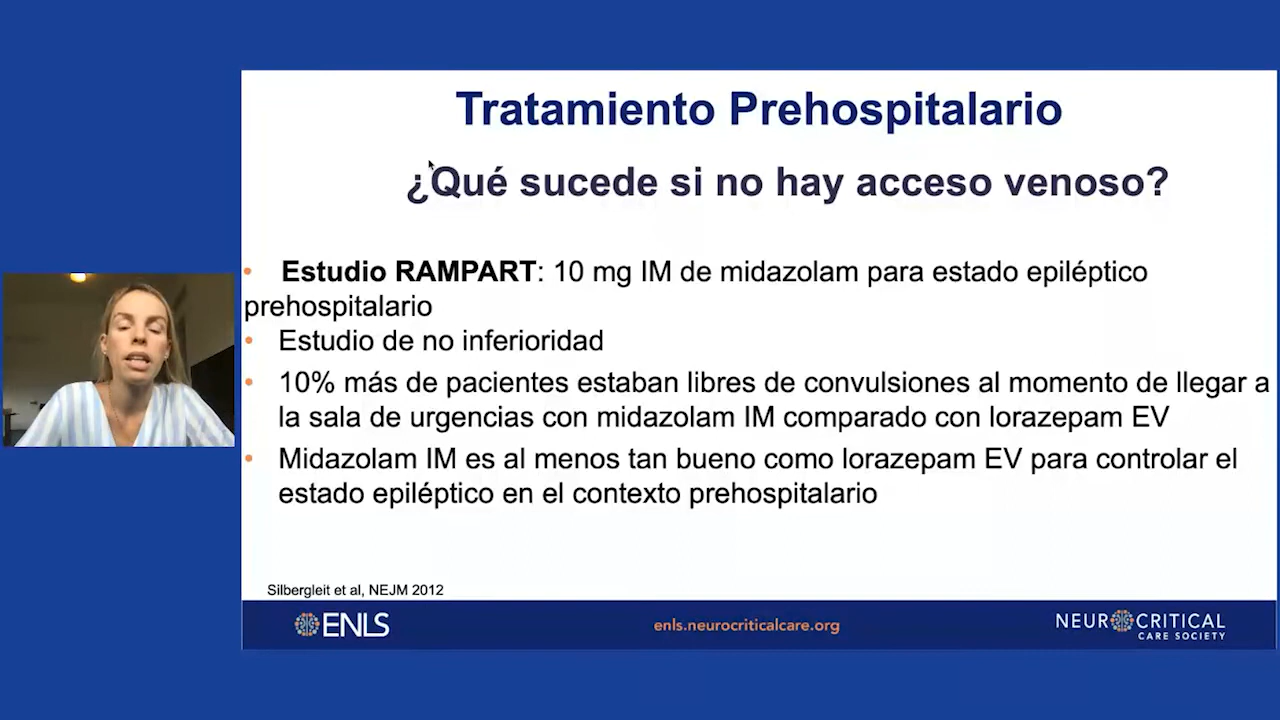 Tratamiento Prehospitalario
¿Qué sucede si no hay acceso venoso?
• Estudio RAMPART: 10 mg IM de midazolam para estado epiléptico
prehospitalario
• Estudio de no inferioridad
• 10% más de pacientes estaban libres de convulsiones al momento de llegar a
la sala de urgencias con midazolam IM comparado con lorazepam EV
• Midazolam IM es al menos tan bueno como lorazepam EV para controlar el
estado epiléptico en el contexto prehospitalario
Silbergleit et al, NEJM 2012
ENLS
enls.neurocriticalcare.org
NEUROCRITICAL
CARE SOCIETY